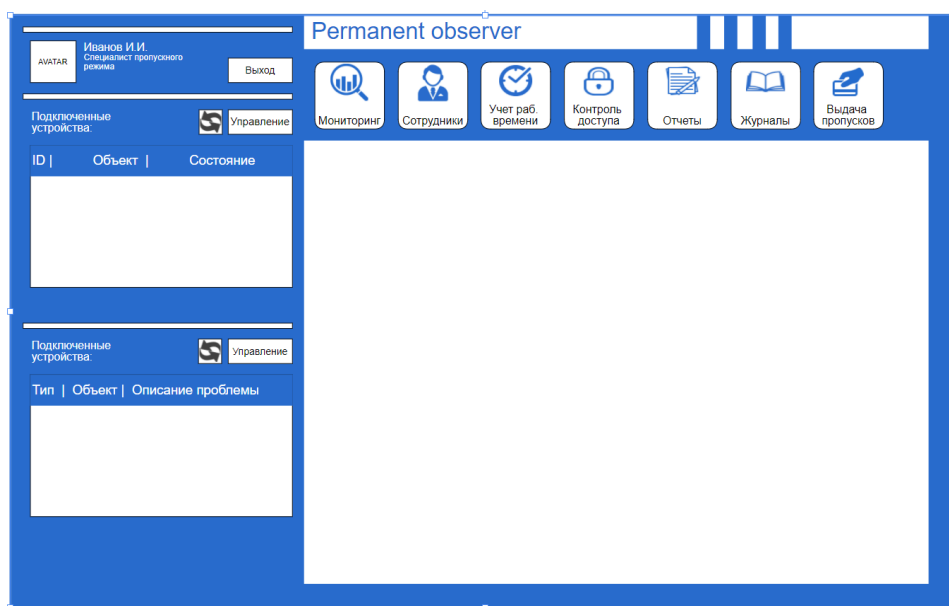 Permanent observer
AVATAR
Иванов И.И.
Специалист пропускного
режима
Выход
Мониторинг
Сотрудники
Учет раб.
времени
Контроль
доступа
Отчеты
Журналы
Выдача
пропусков
Подключенные
устройства:
Управление
ID | Объект | Состояние
Подключенные
устройства:
Управление
Тип | Объект | Описание проблемы